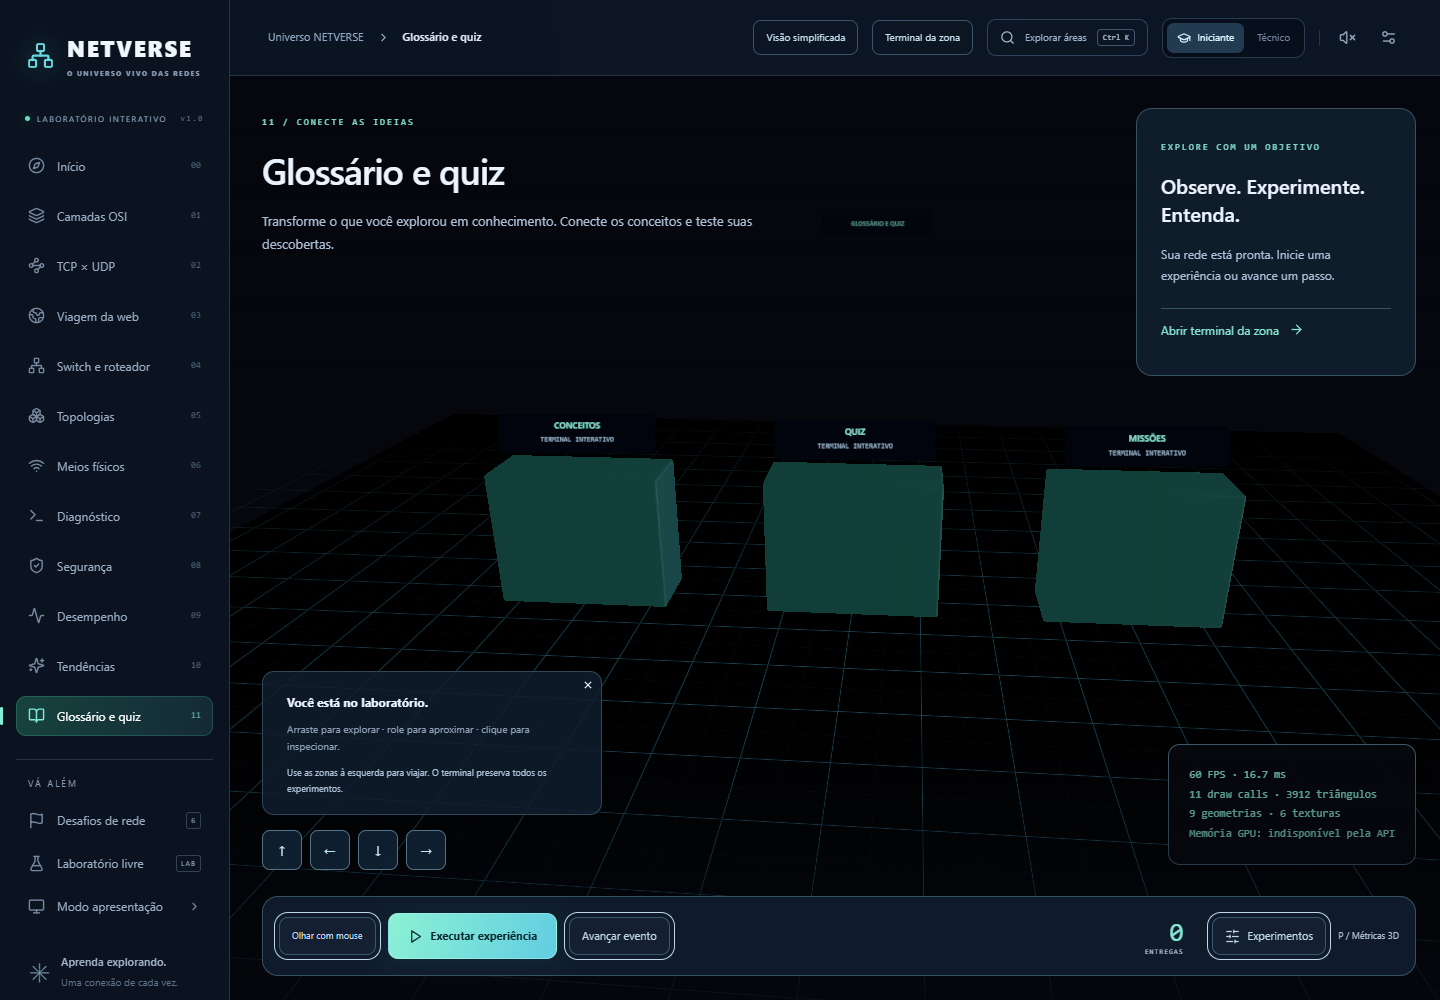 NETVERSE
O UNIVERSO VIVO DAS REDES
LABORATÓRIO INTERATIVO v1.0
Início 00
Camadas OSI 01
TCP × UDP 02
Viagem da web 03
Switch e roteador 04
Topologias 05
Meios físicos 06
Diagnóstico 07
Segurança 08
Desempenho 09
Tendências 10
Glossário e quiz 11
VÁ ALÉM
Desafios de rede 6
Laboratório livre LAB
Modo apresentação
Aprenda explorando.
Uma conexão de cada vez.
Universo NETVERSE > Glossário e quiz
Visão simplificada
Terminal da zona
Explorar áreas Ctrl K
Iniciante
Técnico
11 / CONECTE AS IDEIAS
Glossário e quiz
Transforme o que você explorou em conhecimento. Conecte os conceitos e teste suas
descobertas.
GLOSSÁRIO E QUIZ
EXPLORE COM UM OBJETIVO
Observe. Experimente.
Entenda.
Sua rede está pronta. Inicie uma
experiência ou avance um passo.
Abrir terminal da zona →
CONCEITOS
TERMINAL INTERATIVO
QUIZ
TERMINAL INTERATIVO
MISSÕES
TERMINAL INTERATIVO
Você está no laboratório. ×
Arraste para explorar · role para aproximar · clique para
inspecionar.
Use as zonas à esquerda para viajar. O terminal preserva todos os
experimentos.
↑ ← ↓ →
60 FPS · 16.7 ms
11 draw calls · 3912 triângulos
9 geometrias · 6 texturas
Memória GPU: indisponível pela API
Olhar com mouse
Executar experiência
Avançar evento
0
ENTREGAS
Experimentos
P / Métricas 3D